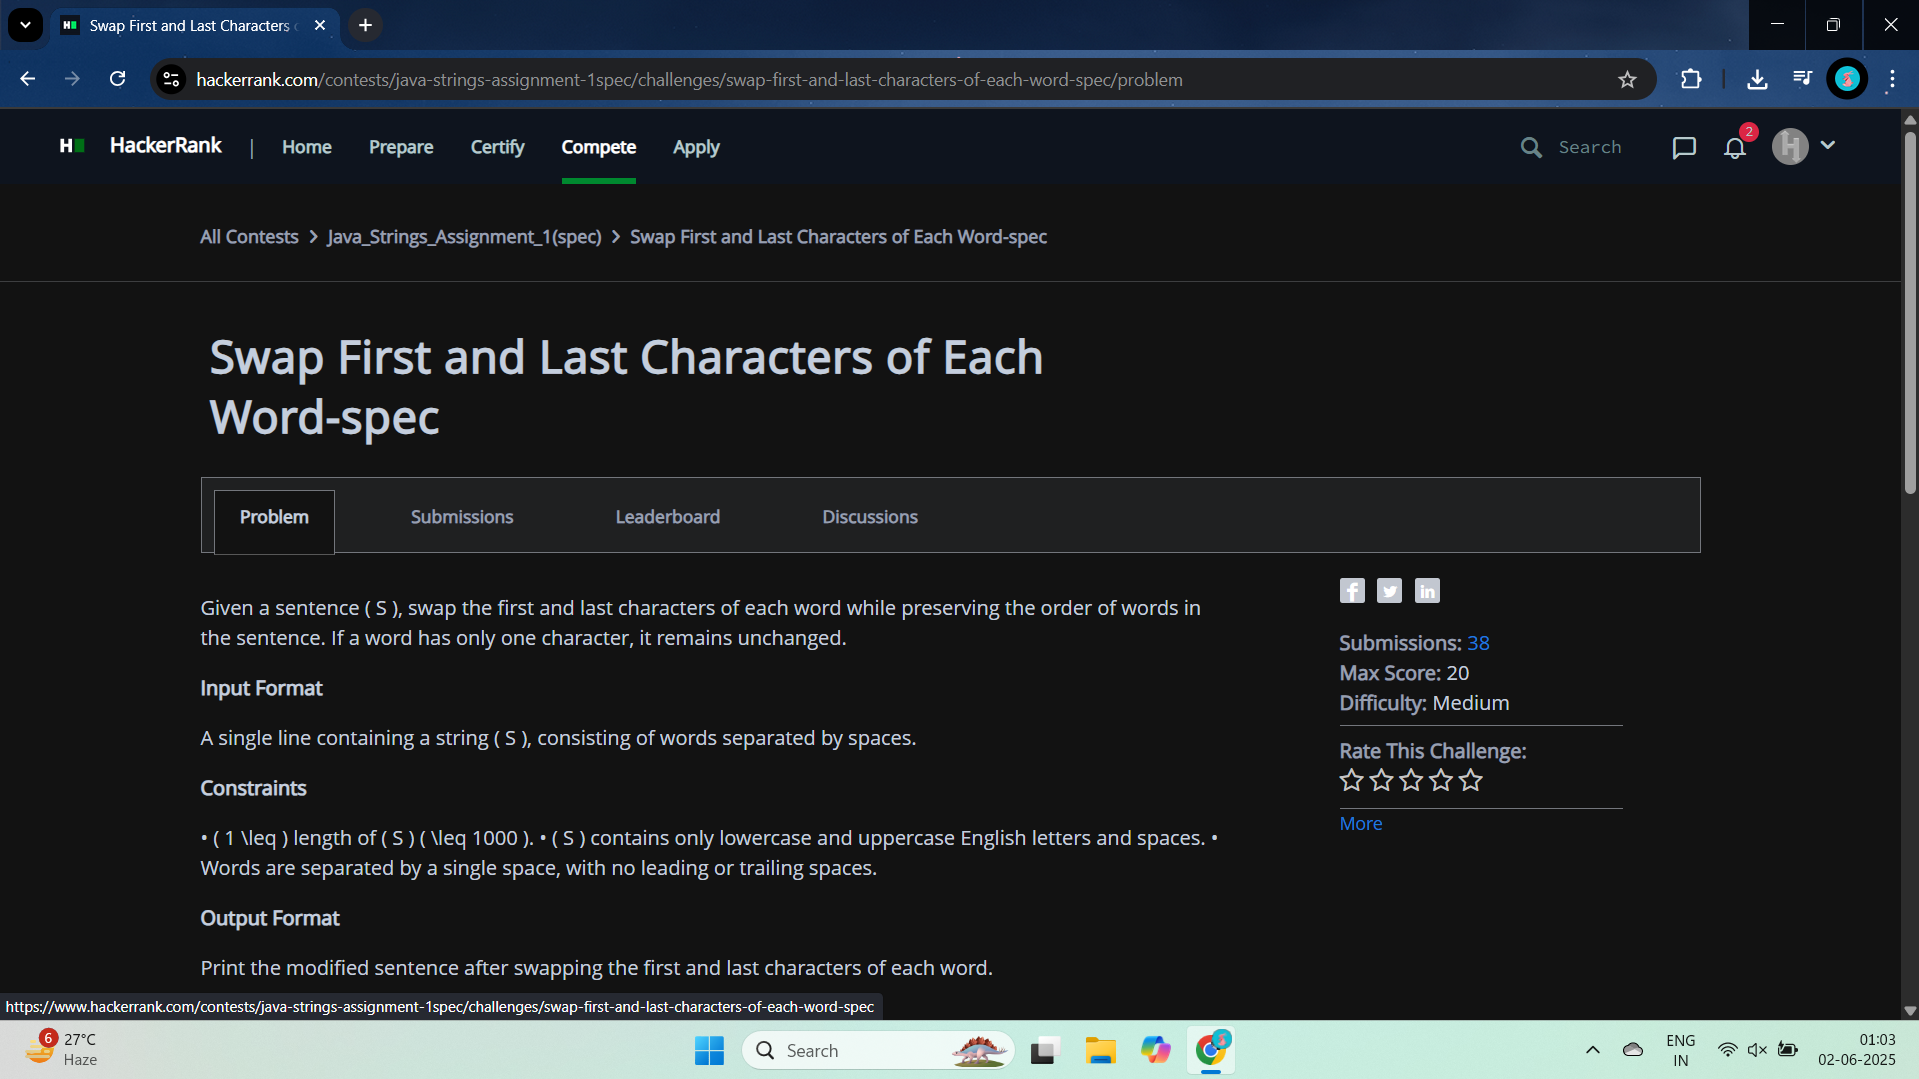 Swap First and Last Characters
hackerrank.com/contests/java-strings-assignment-1spec/challenges/swap-first-and-last-characters-of-each-word-spec/problem
HackerRank | Home Prepare Certify Compete Apply Search 2
All Contests > Java_Strings_Assignment_1(spec) > Swap First and Last Characters of Each Word-spec
Swap First and Last Characters of Each
Word-spec
Problem Submissions Leaderboard Discussions
Given a sentence ( S ), swap the first and last characters of each word while preserving the order of words in
the sentence. If a word has only one character, it remains unchanged.
Input Format
A single line containing a string ( S ), consisting of words separated by spaces.
Constraints
• ( 1 \leq ) length of ( S ) ( \leq 1000 ). • ( S ) contains only lowercase and uppercase English letters and spaces. •
Words are separated by a single space, with no leading or trailing spaces.
Output Format
Print the modified sentence after swapping the first and last characters of each word.
Submissions: 38
Max Score: 20
Difficulty: Medium
Rate This Challenge:
More
https://www.hackerrank.com/contests/java-strings-assignment-1spec/challenges/swap-first-and-last-characters-of-each-word-spec
6
27°C
Haze
Search
ENG
IN
01:03
02-06-2025